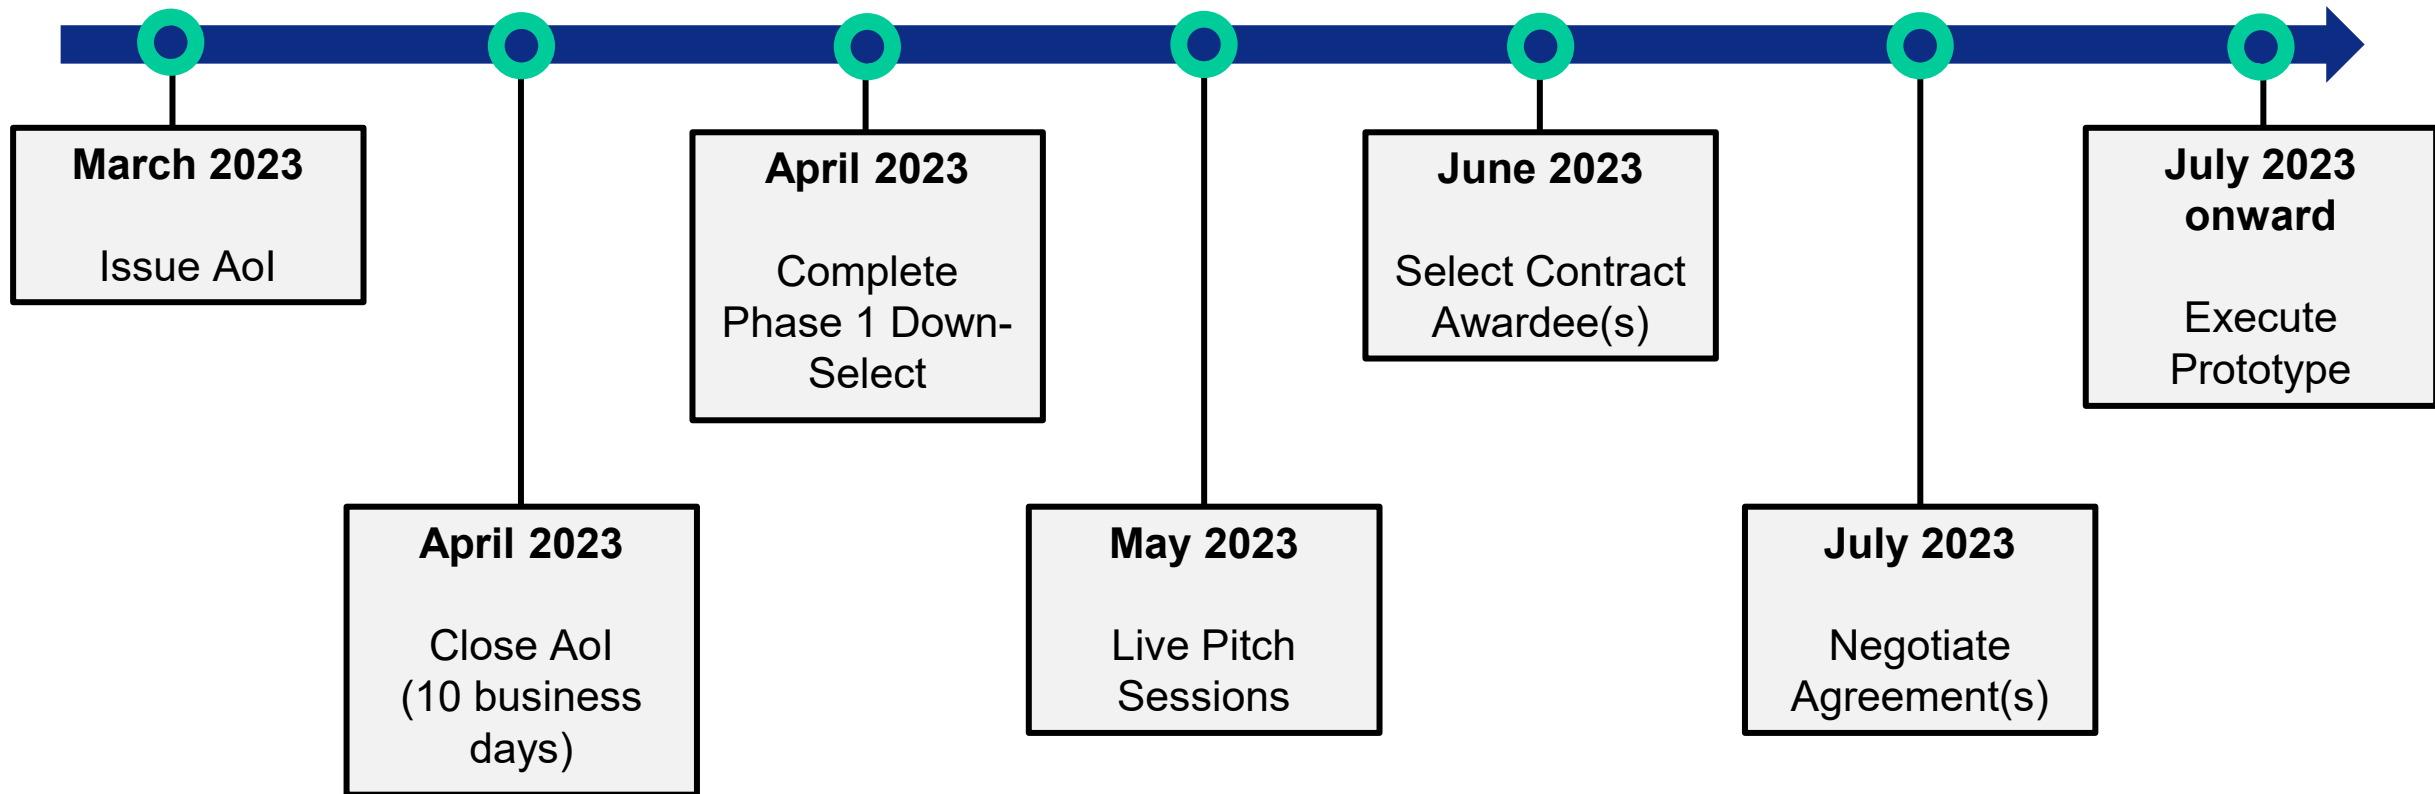 March 2023
Issue AoI
April 2023
Close AoI
(10 business
days)
April 2023
Complete
Phase 1 Down-
Select
May 2023
Live Pitch
Sessions
June 2023
Select Contract
Awardee(s)
July 2023
Negotiate
Agreement(s)
July 2023
onward
Execute
Prototype